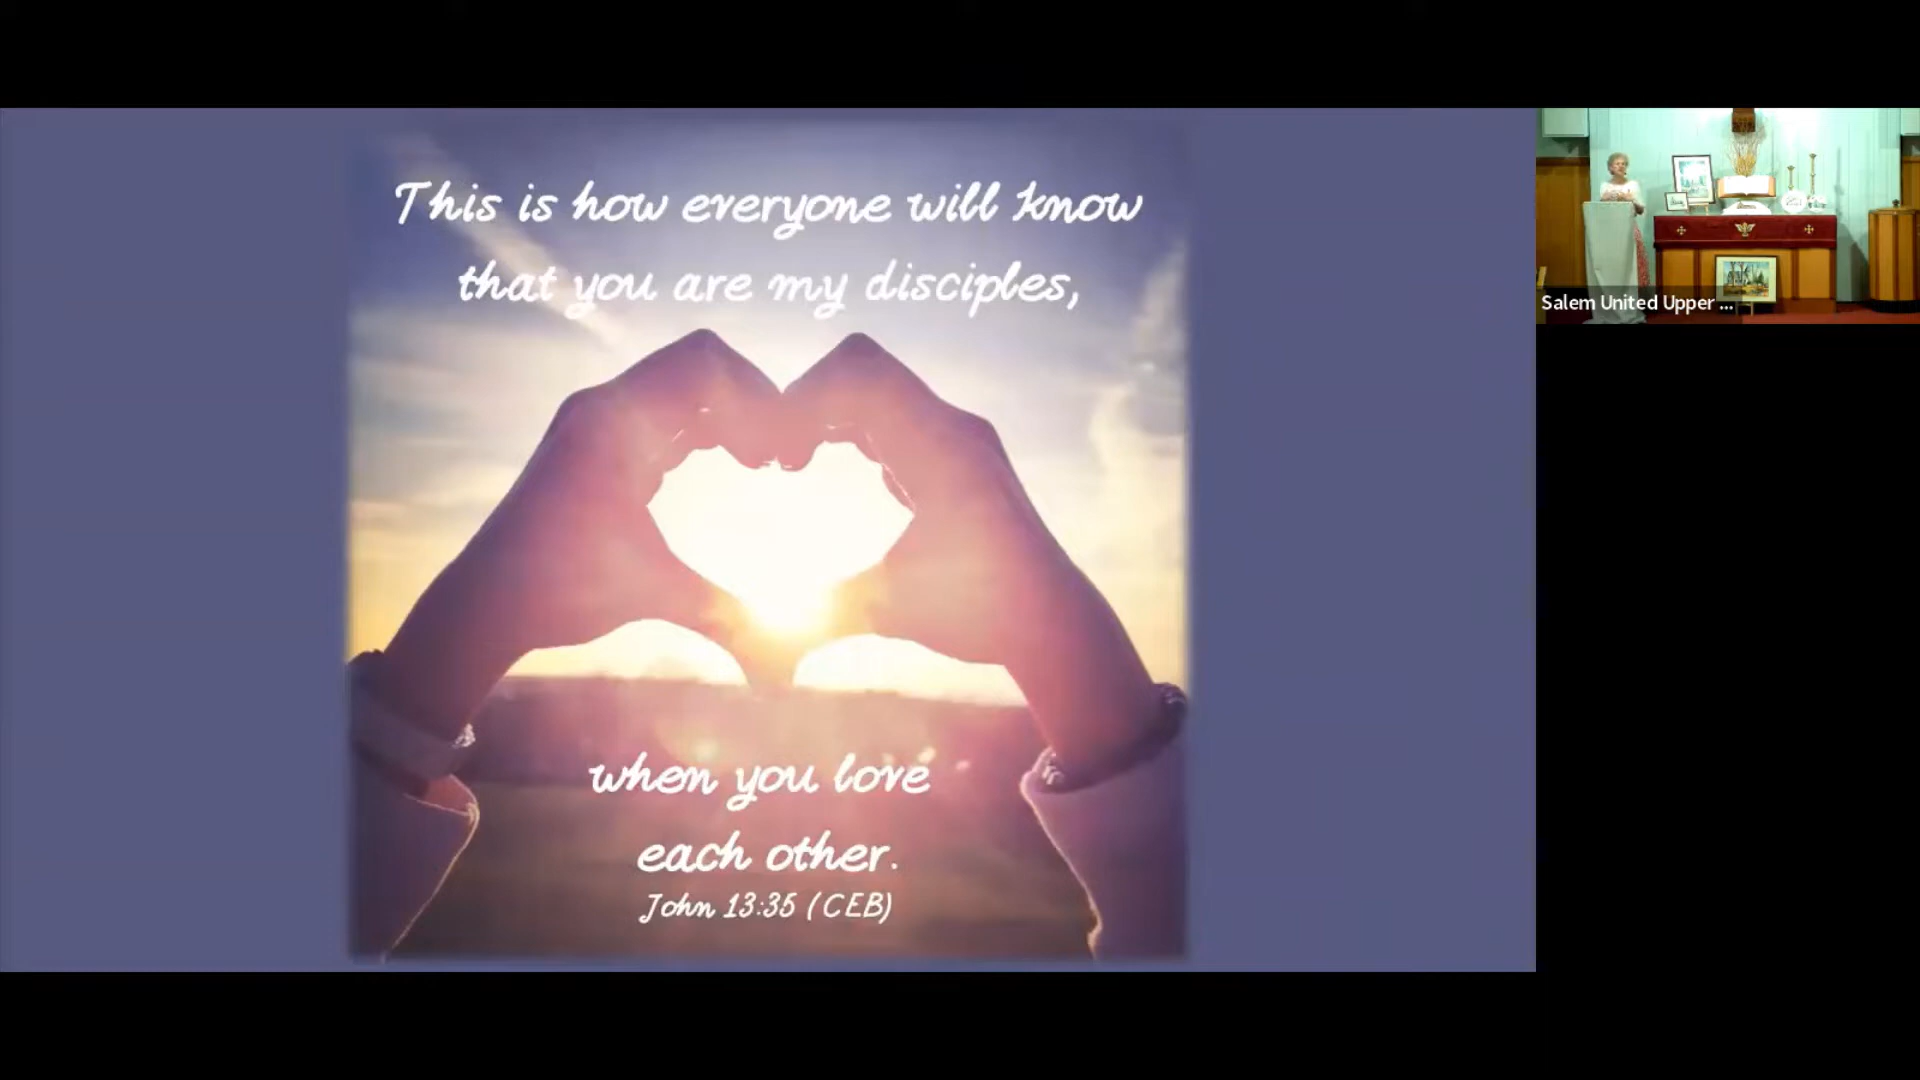 This is how everyone will know
that you are my disciples,
when you love
each other.
John 13:35 (CEB)
Salem United Upper ...